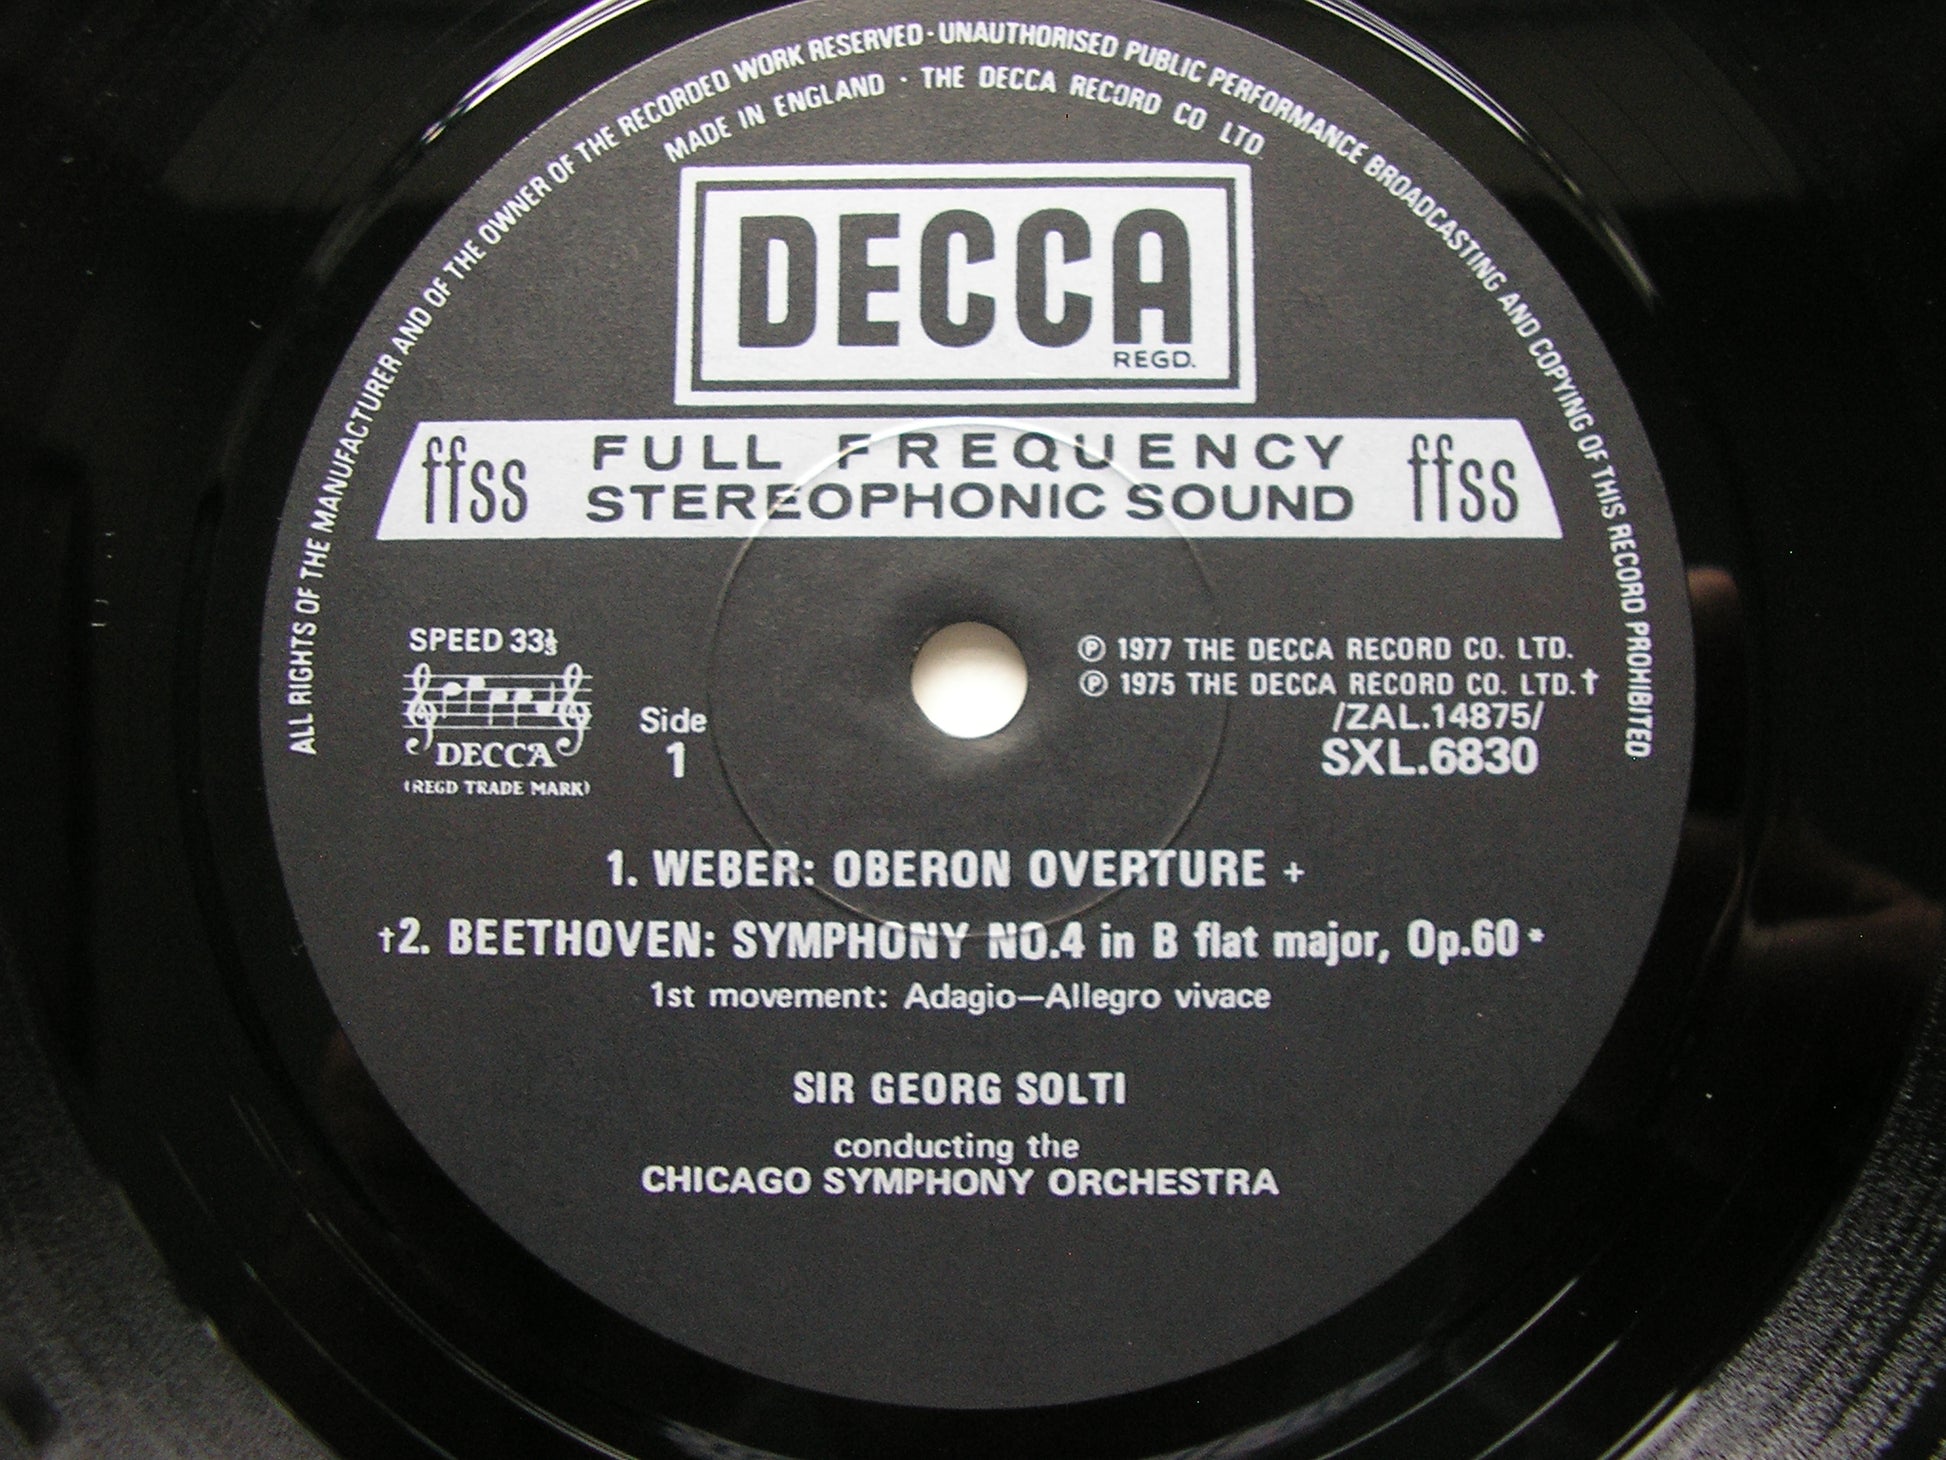 ALL RIGHTS OF THE MANUFACTURER AND OF THE OWNER OF THE RECORDED WORK RESERVED · UNAUTHORISED PUBLIC PERFORMANCE BROADCASTING AND COPYING OF THIS RECORD PROHIBITED
MADE IN ENGLAND · THE DECCA RECORD CO LTD.
DECCA
REGD.
ffss FULL FREQUENCY STEREOPHONIC SOUND ffss
SPEED 33⅓
DECCA
(REGD TRADE MARK)
Side
1
℗ 1977 THE DECCA RECORD CO. LTD.
℗ 1975 THE DECCA RECORD CO. LTD.†
/ZAL.14875/
SXL.6830
1. WEBER: OBERON OVERTURE +
†2. BEETHOVEN: SYMPHONY NO.4 in B flat major, Op.60 *
1st movement: Adagio—Allegro vivace
SIR GEORG SOLTI
conducting the
CHICAGO SYMPHONY ORCHESTRA